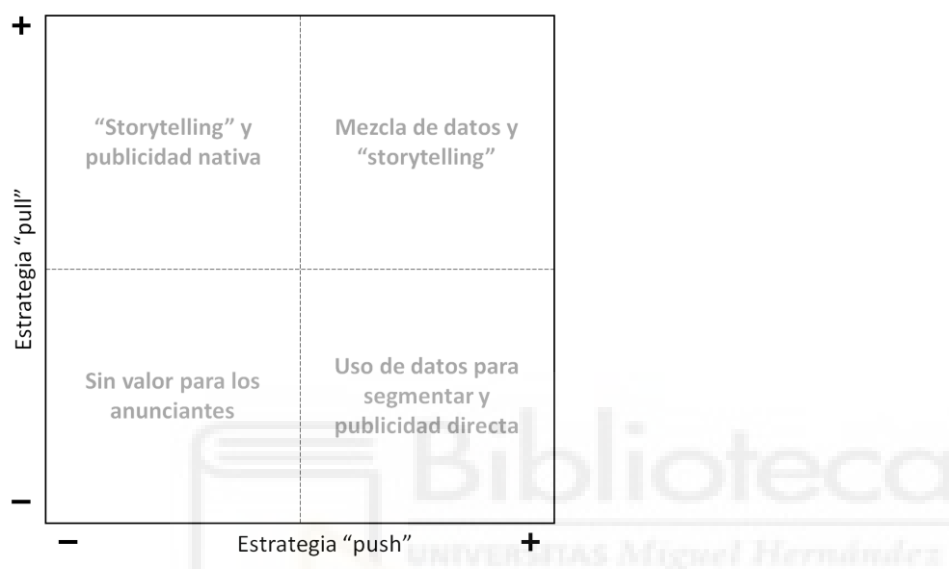 +
“Storytelling” y
publicidad nativa
Mezcla de datos y
“storytelling”
Estrategia “pull”
Sin valor para los
anunciantes
Uso de datos para
segmentar y
publicidad directa
–
–
Estrategia “push”
+
Biblioteca
UNIVERSITAS Miguel Hernández